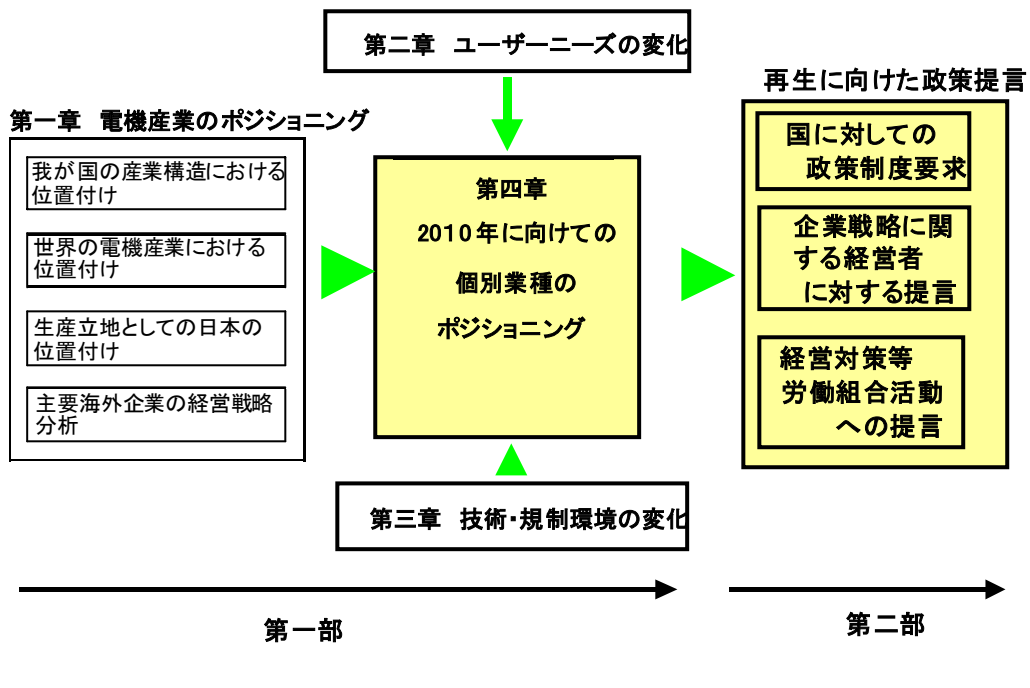 第二章　ユーザーニーズの変化
再生に向けた政策提言
第一章　電機産業のポジショニング
我が国の産業構造における
位置付け
世界の電機産業における
位置付け
生産立地としての日本の
位置付け
主要海外企業の経営戦略
分析
第四章
2010年に向けての
個別業種の
ポジショニング
国に対しての
政策制度要求
企業戦略に関
する経営者
に対する提言
経営対策等
労働組合活動
への提言
第三章　技術・規制環境の変化
第一部
第二部